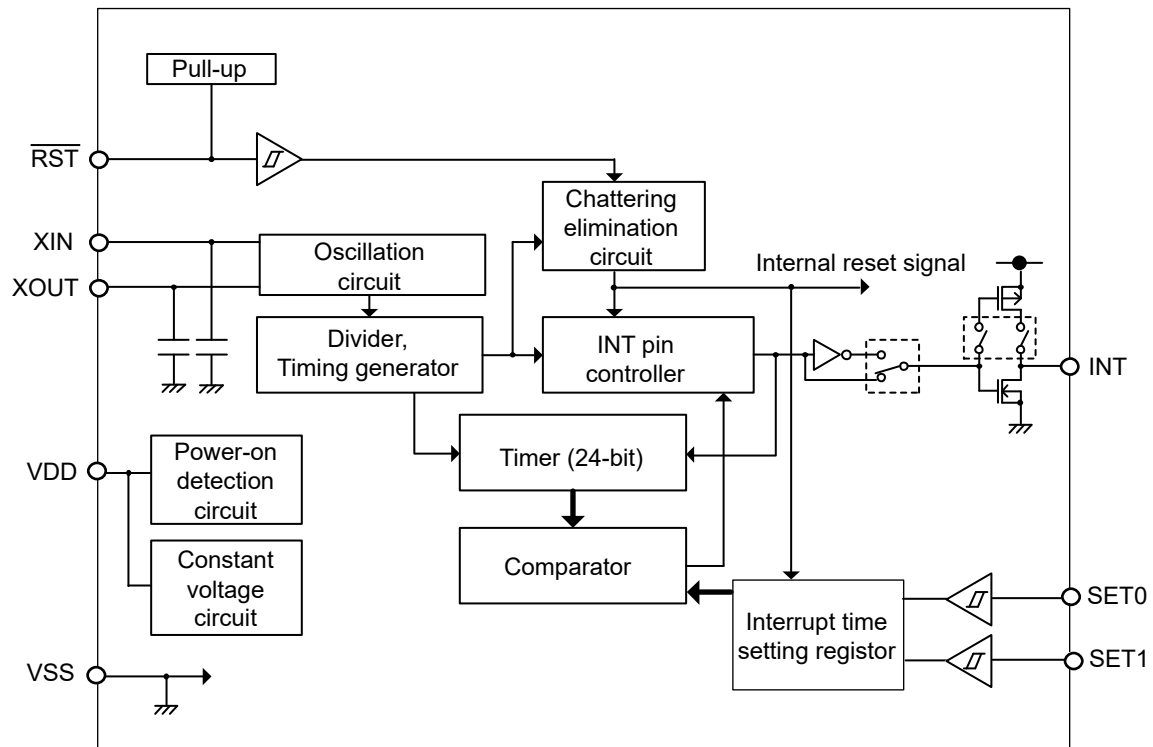 Pull-up
RST
Chattering
elimination
circuit
XIN
Oscillation
circuit
XOUT
Internal reset signal
Divider,
Timing generator
INT pin
controller
INT
Timer (24-bit)
VDD
Power-on
detection
circuit
Comparator
Constant
voltage
circuit
SET0
Interrupt time
setting registor
SET1
VSS